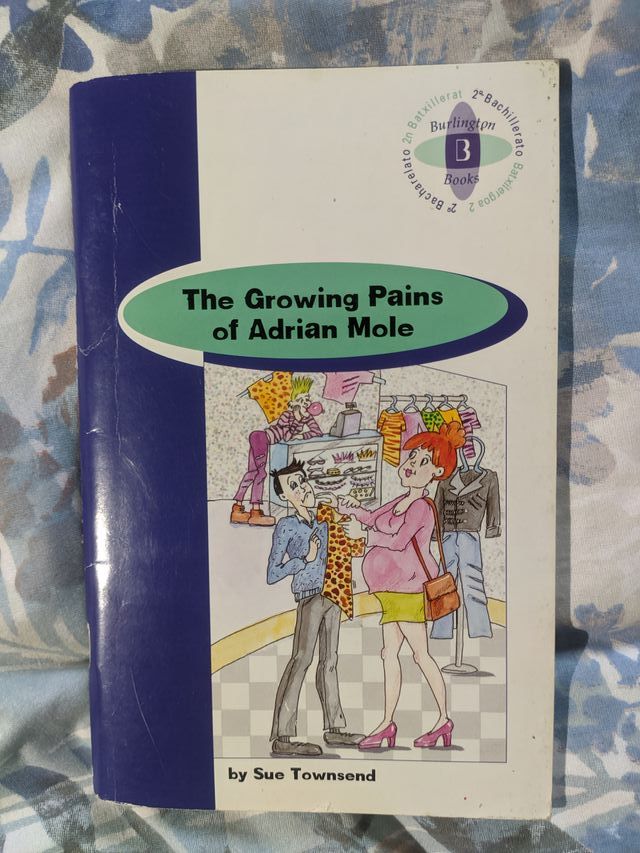 2n Batxillerat
2º Bachillerato
Batxilergoa 2
2º Bacharelato
Burlington
B
Books
The Growing Pains
of Adrian Mole
by Sue Townsend